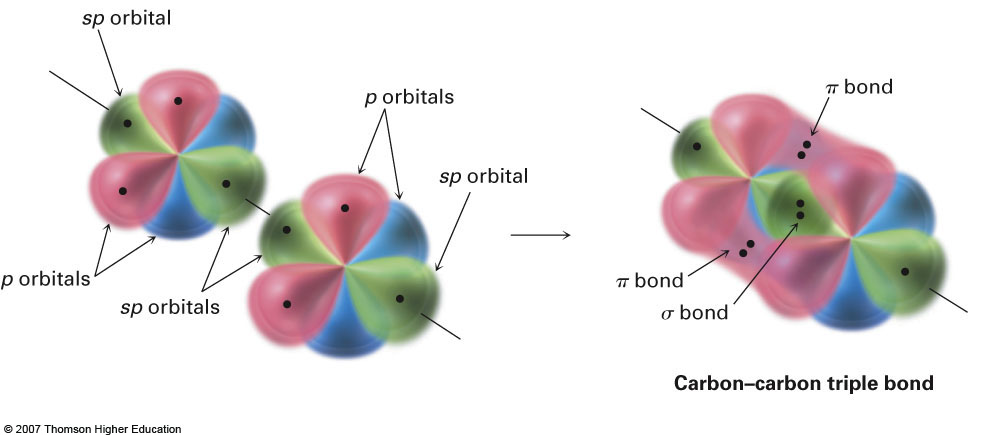 sp orbital
p orbitals
sp orbital
p orbitals
sp orbitals
π bond
π bond
σ bond
Carbon–carbon triple bond
© 2007 Thomson Higher Education